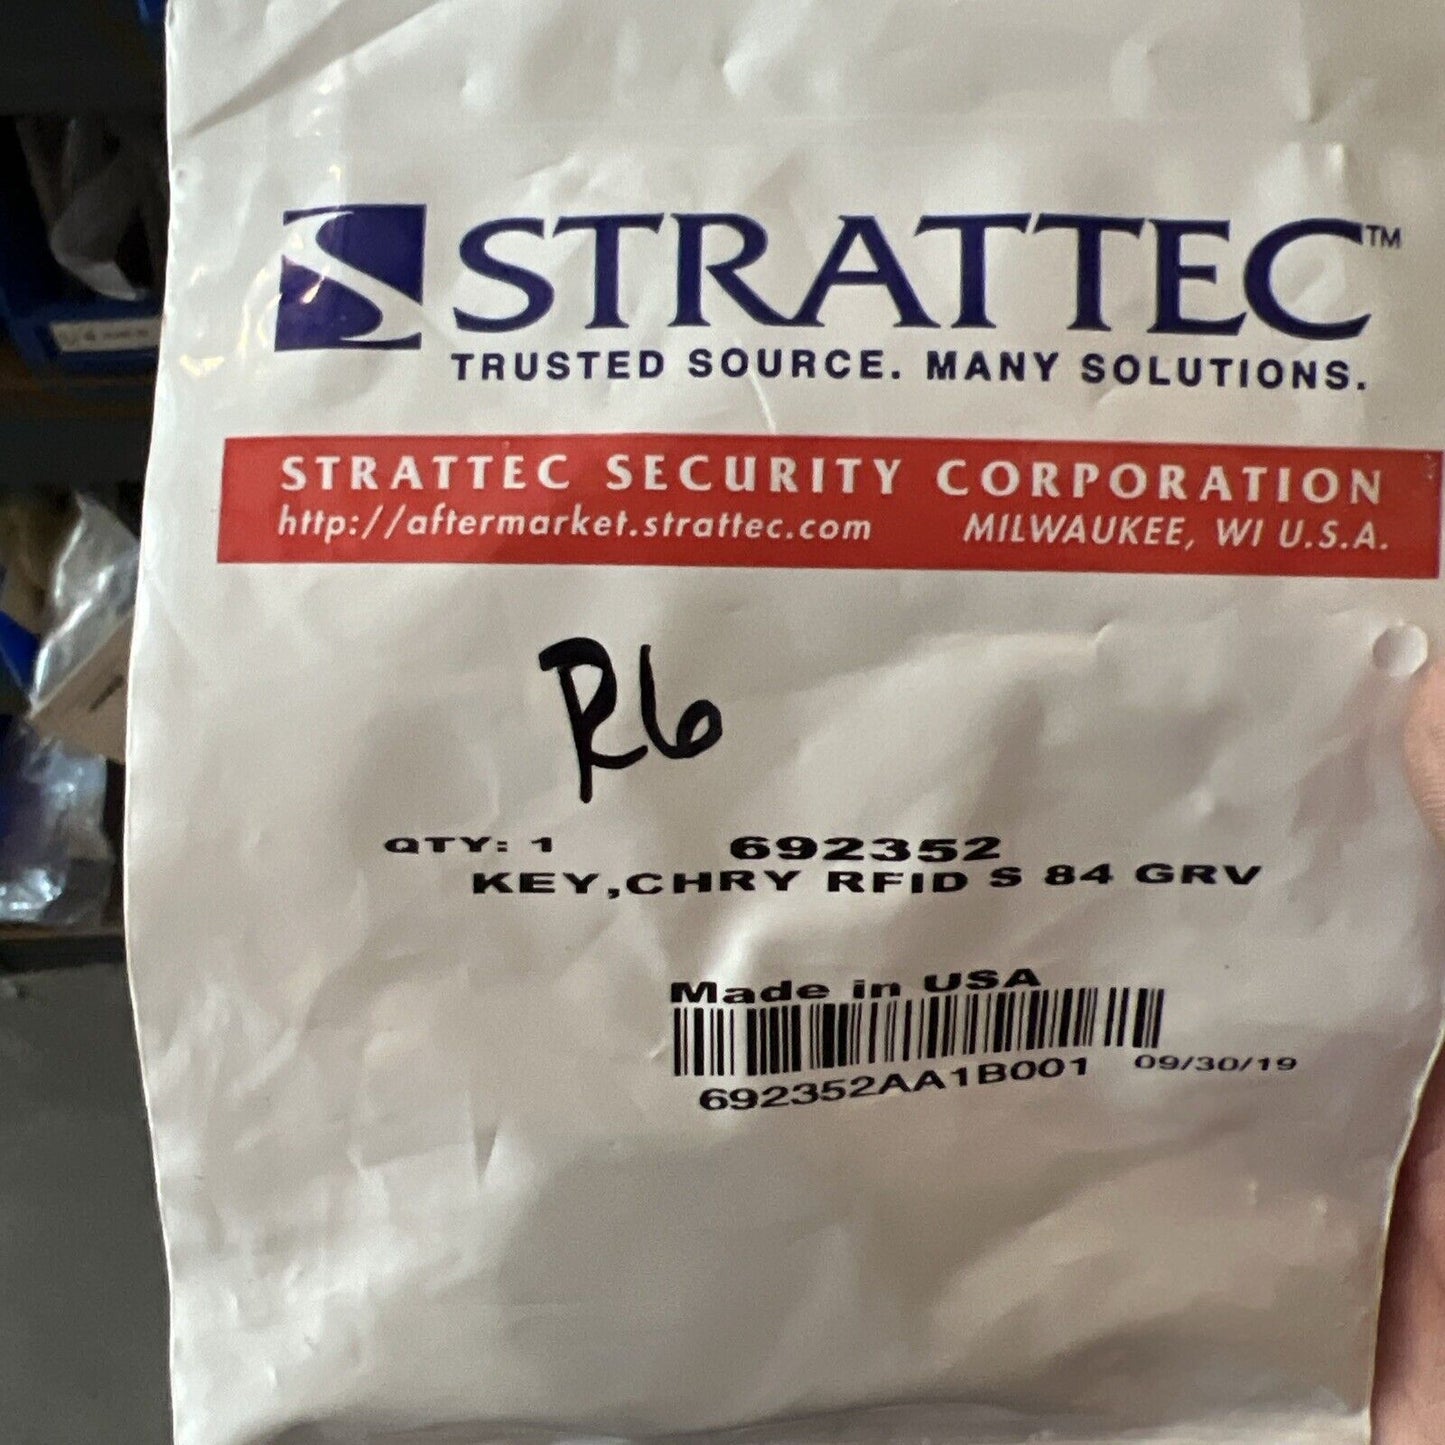 STRATTEC™
TRUSTED SOURCE. MANY SOLUTIONS.
STRATTEC SECURITY CORPORATION
http://aftermarket.strattec.com MILWAUKEE, WI U.S.A.
R6
QTY: 1 692352
KEY,CHRY RFID S 84 GRV
Made in USA
692352AA1B001 09/30/19